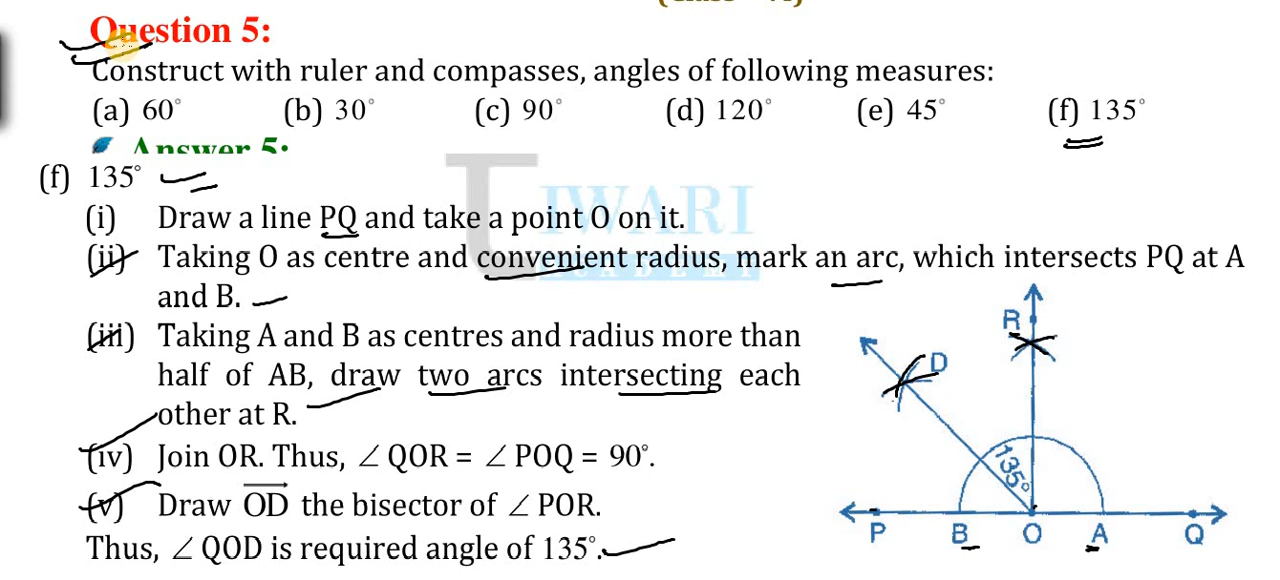 Question 5:
Construct with ruler and compasses, angles of following measures:
(a) 60° (b) 30° (c) 90° (d) 120° (e) 45° (f) 135°
Answer 5:
(f) 135°
TIWARI
ACADEMY
(i) Draw a line PQ and take a point O on it.
(ii) Taking O as centre and convenient radius, mark an arc, which intersects PQ at A
and B.
(iii) Taking A and B as centres and radius more than
half of AB, draw two arcs intersecting each
other at R.
(iv) Join OR. Thus, ∠ QOR = ∠ POQ = 90°.
(v) Draw OD the bisector of ∠ POR.
Thus, ∠ QOD is required angle of 135°.
R
D
135°
P B O A Q